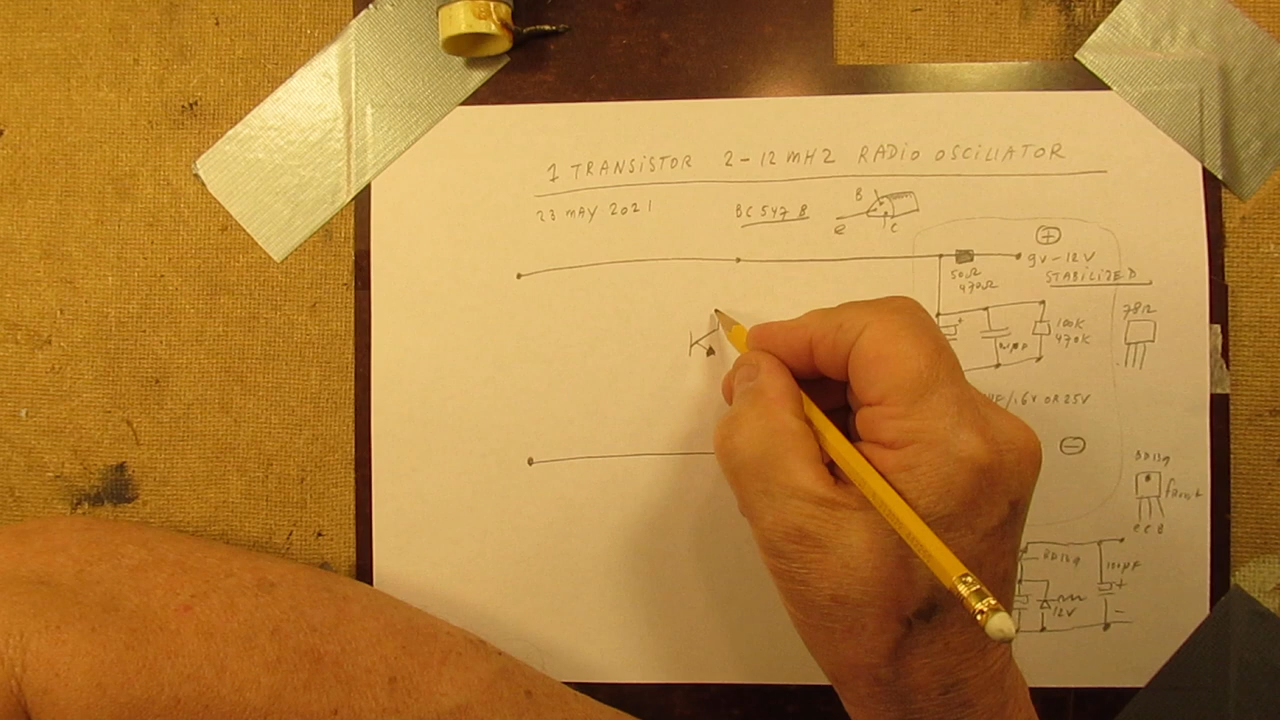 1 TRANSISTOR 2-12 MHZ RADIO OSCILLATOR
23 MAY 2021
BC 547 B
B
e
c
+
9V-12V
STABILIZED
50Ω
470Ω
+
100K
470K
/16V OR 25V
-
BD139
front
e c B
BD139
100µF
+
12V
-